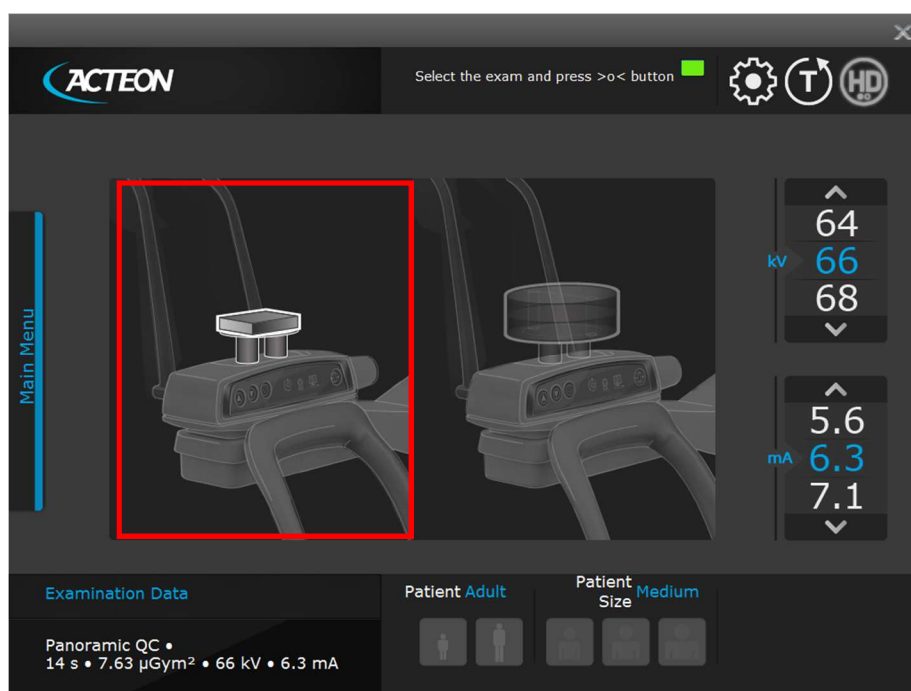 ACTEON
Select the exam and press >o< button
T
HD
Main Menu
64
kV 66
68
5.6
mA 6.3
7.1
Examination Data
Panoramic QC •
14 s • 7.63 µGym² • 66 kV • 6.3 mA
Patient Adult
Patient Size Medium